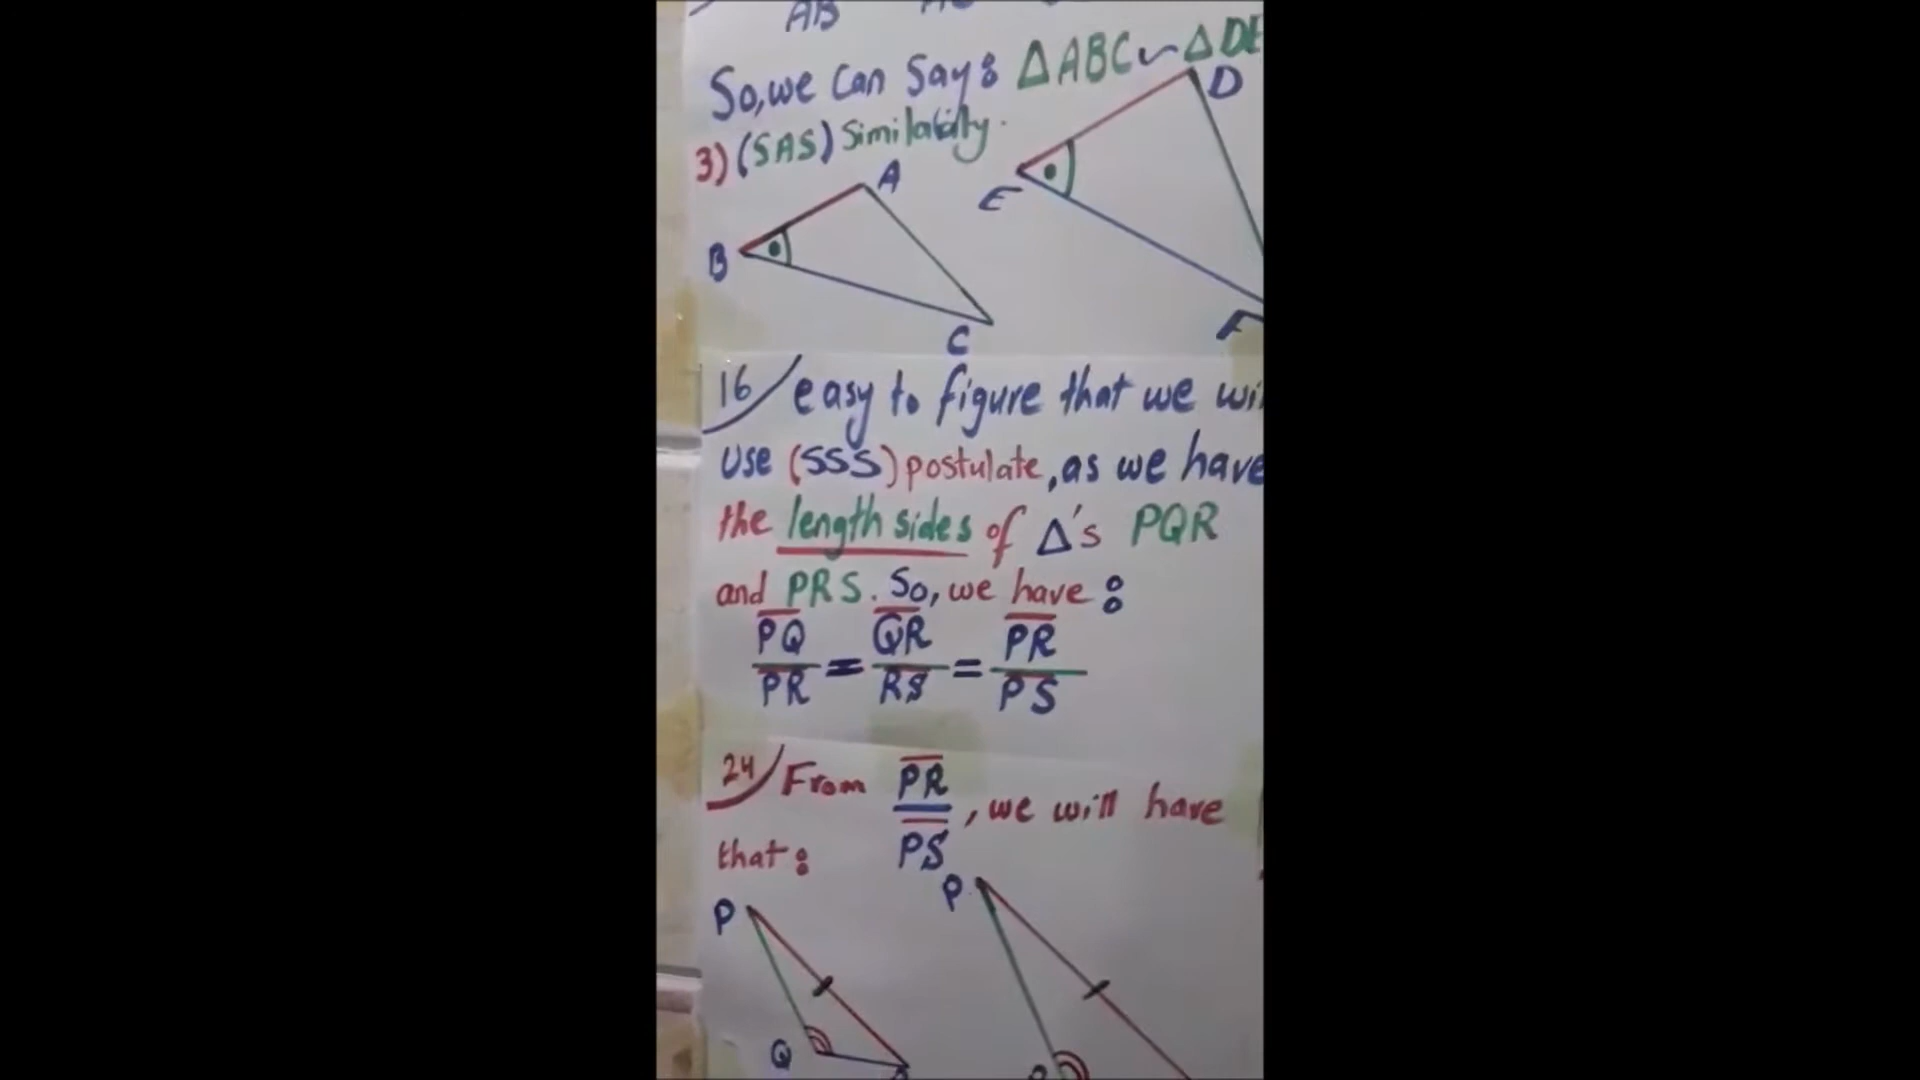 AB
So, we can say: ΔABC ~ ΔDE
D
3) (SAS) Similarity.
A
E
B
C
F
16/ easy to figure that we wi
use (SSS) postulate, as we have
the length sides of Δ's PQR
and PRS. So, we have:
PQ/PR = QR/RS = PR/PS
24/ From PR/PS, we will have
that:
P
P
Q